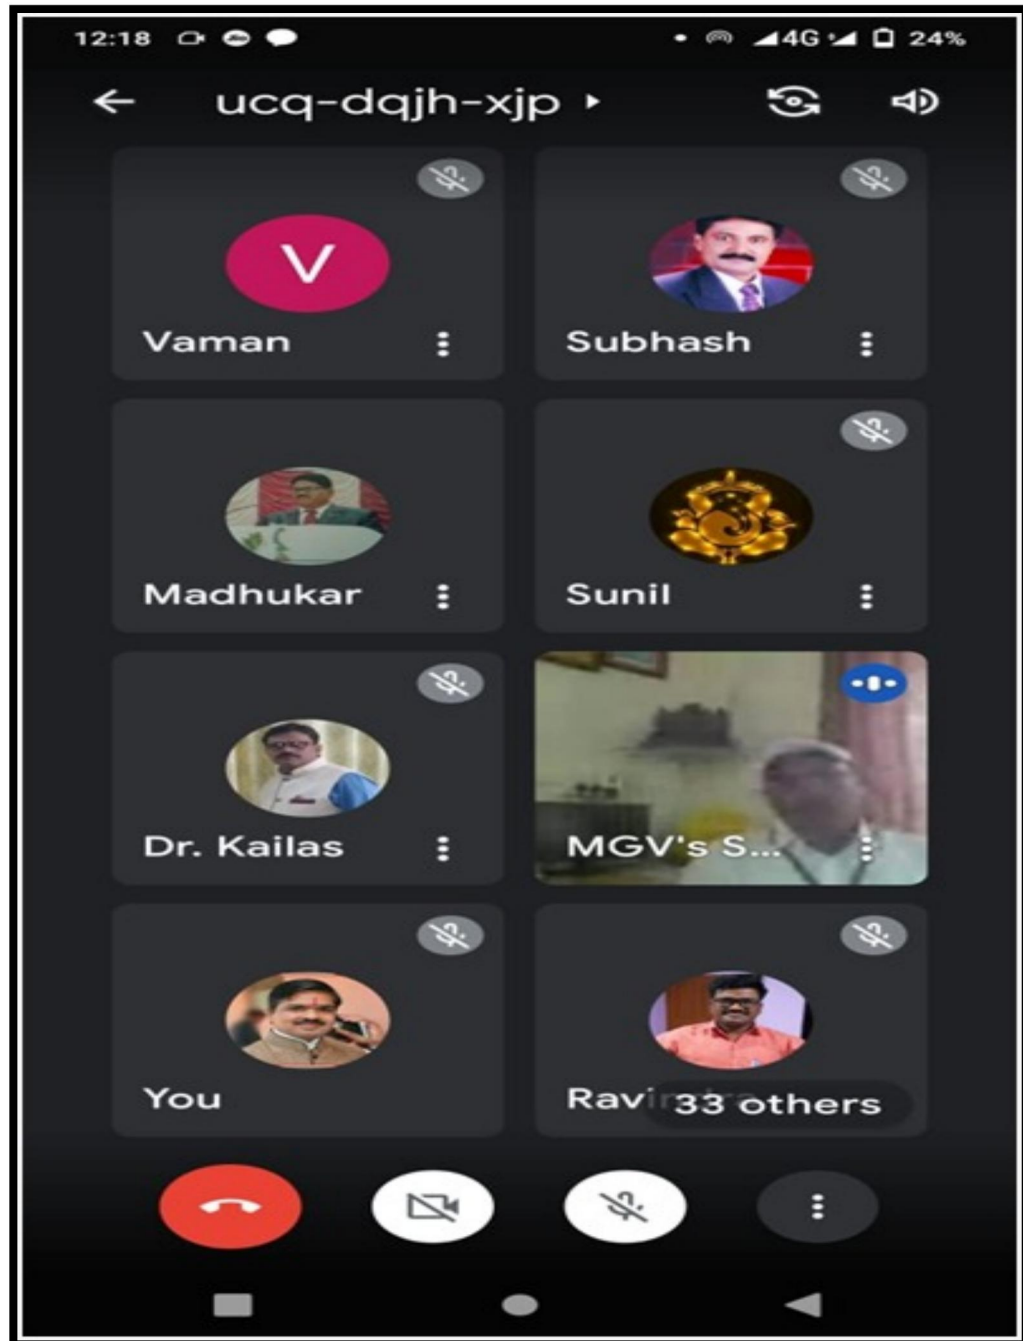 12:18 4G 24%
ucq-dqjh-xjp
V
Vaman Subhash
Madhukar Sunil
Dr. Kailas MGV's S...
You 33 others